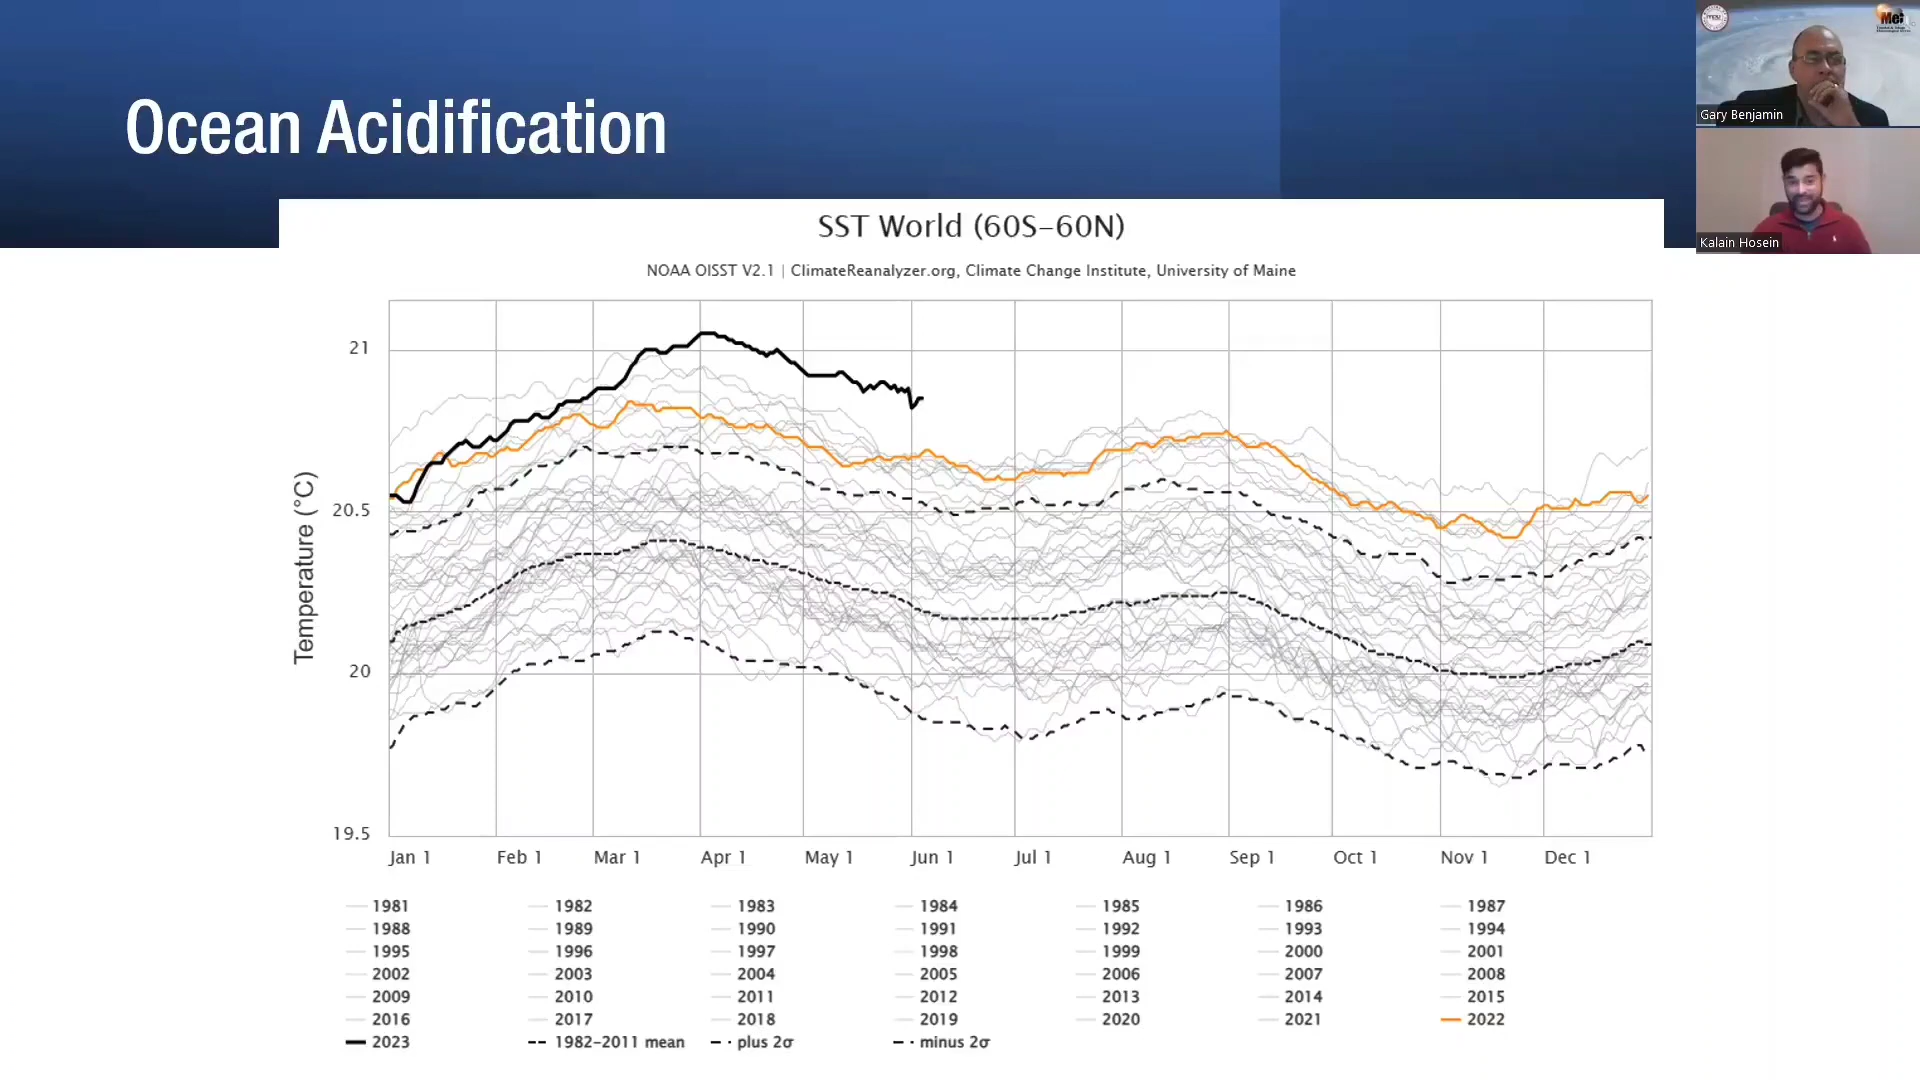 Ocean Acidification
Met
Gary Benjamin
Kalain Hosein
SST World (60S–60N)
NOAA OISST V2.1 | ClimateReanalyzer.org, Climate Change Institute, University of Maine
Temperature (°C)
21
20.5
20
19.5
Jan 1 Feb 1 Mar 1 Apr 1 May 1 Jun 1 Jul 1 Aug 1 Sep 1 Oct 1 Nov 1 Dec 1
1981 1982 1983 1984 1985 1986 1987
1988 1989 1990 1991 1992 1993 1994
1995 1996 1997 1998 1999 2000 2001
2002 2003 2004 2005 2006 2007 2008
2009 2010 2011 2012 2013 2014 2015
2016 2017 2018 2019 2020 2021 2022
2023 1982–2011 mean plus 2σ minus 2σ